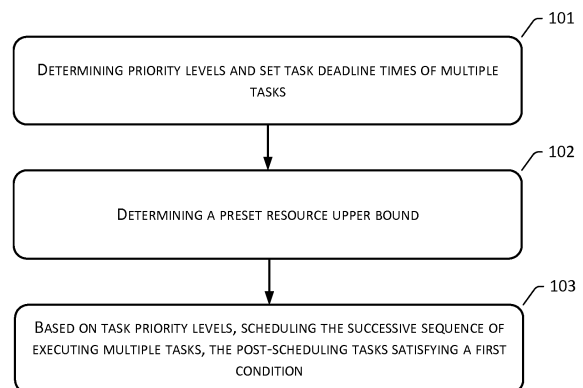 101
DETERMINING PRIORITY LEVELS AND SET TASK DEADLINE TIMES OF MULTIPLE
TASKS
102
DETERMINING A PRESET RESOURCE UPPER BOUND
103
BASED ON TASK PRIORITY LEVELS, SCHEDULING THE SUCCESSIVE SEQUENCE OF
EXECUTING MULTIPLE TASKS, THE POST-SCHEDULING TASKS SATISFYING A FIRST
CONDITION